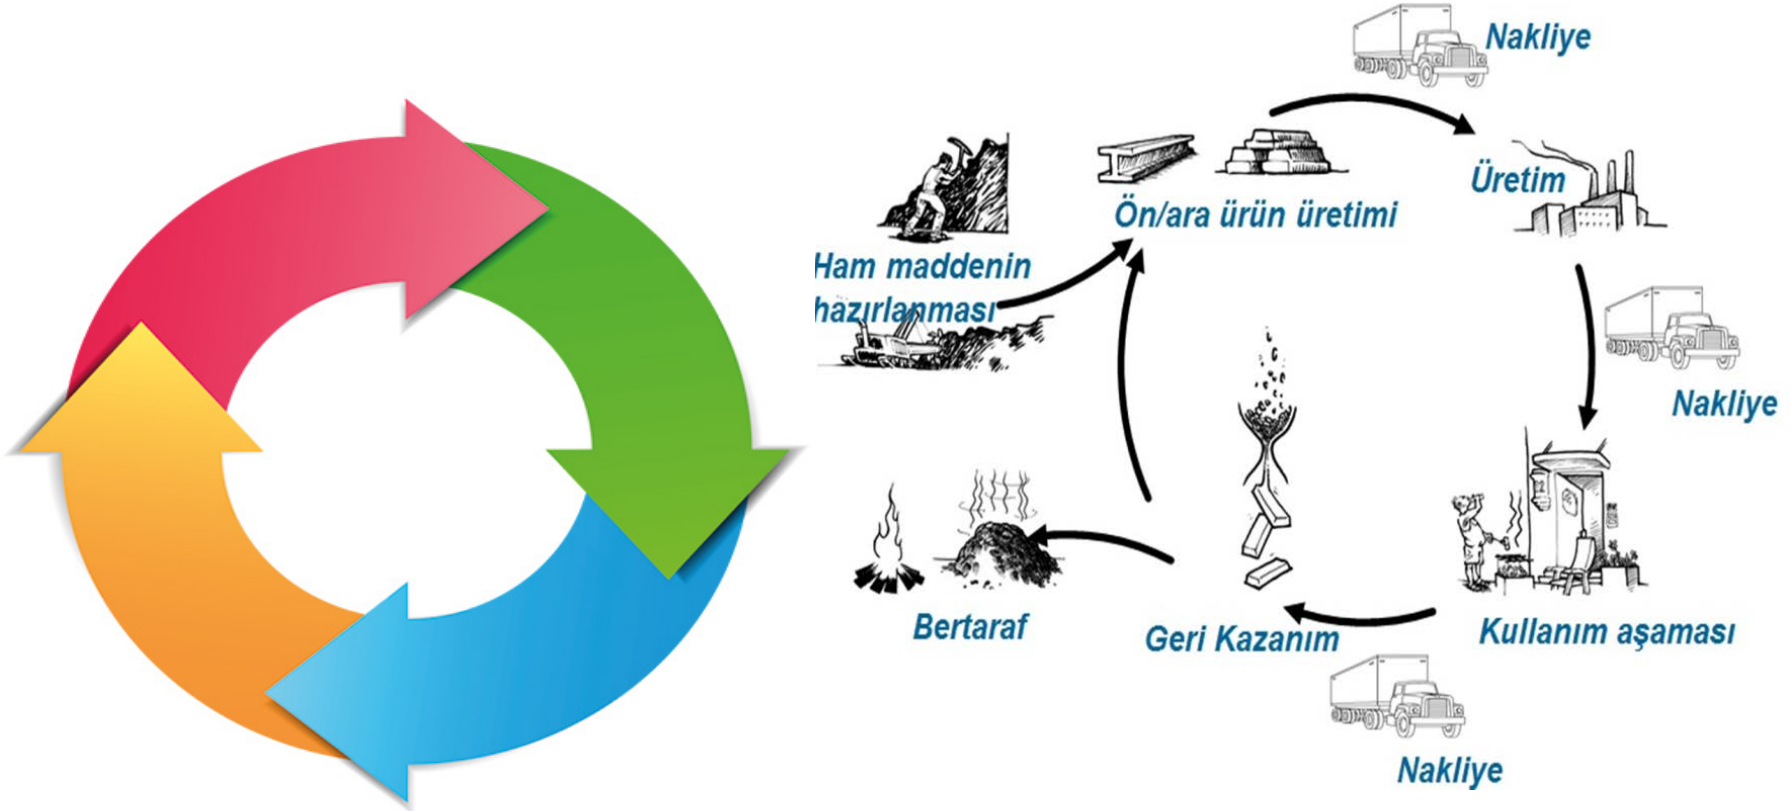 Nakliye
Üretim
Ön/ara ürün üretimi
Ham maddenin
hazırlanması
Nakliye
Bertaraf
Geri Kazanım
Kullanım aşaması
Nakliye